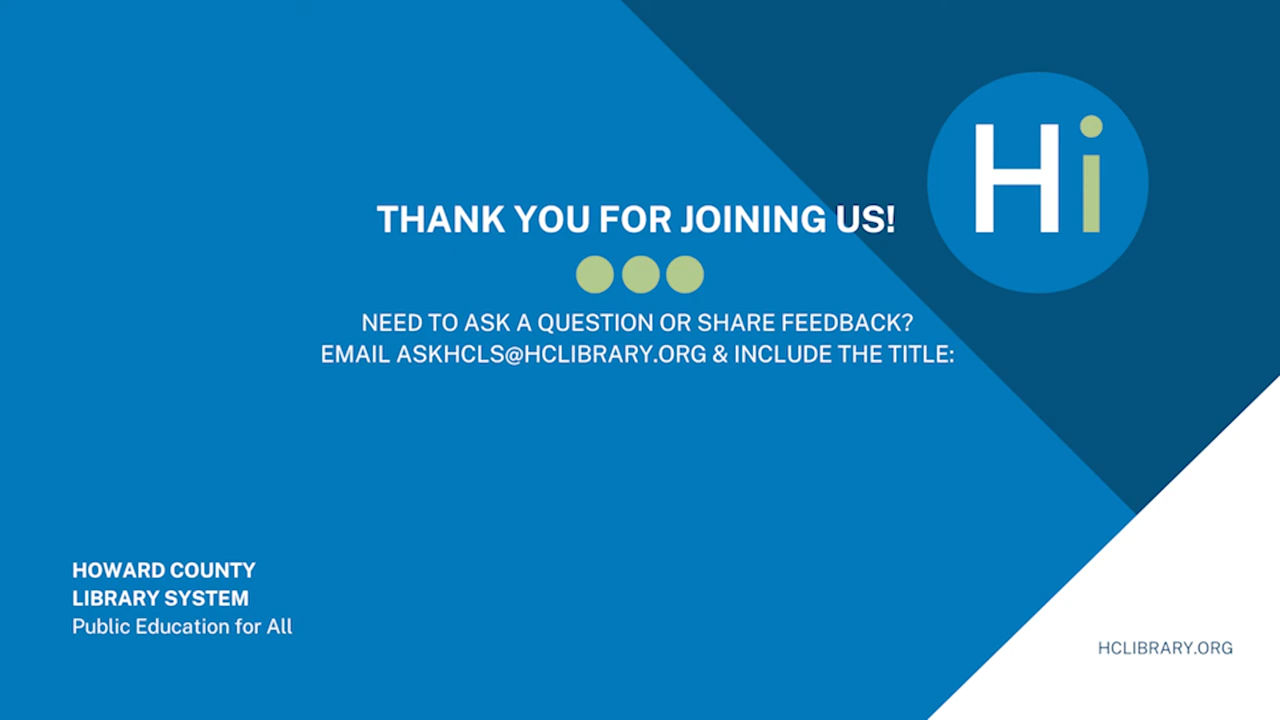 Hi
THANK YOU FOR JOINING US!
NEED TO ASK A QUESTION OR SHARE FEEDBACK?
EMAIL ASKHCLS@HCLIBRARY.ORG & INCLUDE THE TITLE:
HOWARD COUNTY
LIBRARY SYSTEM
Public Education for All
HCLIBRARY.ORG